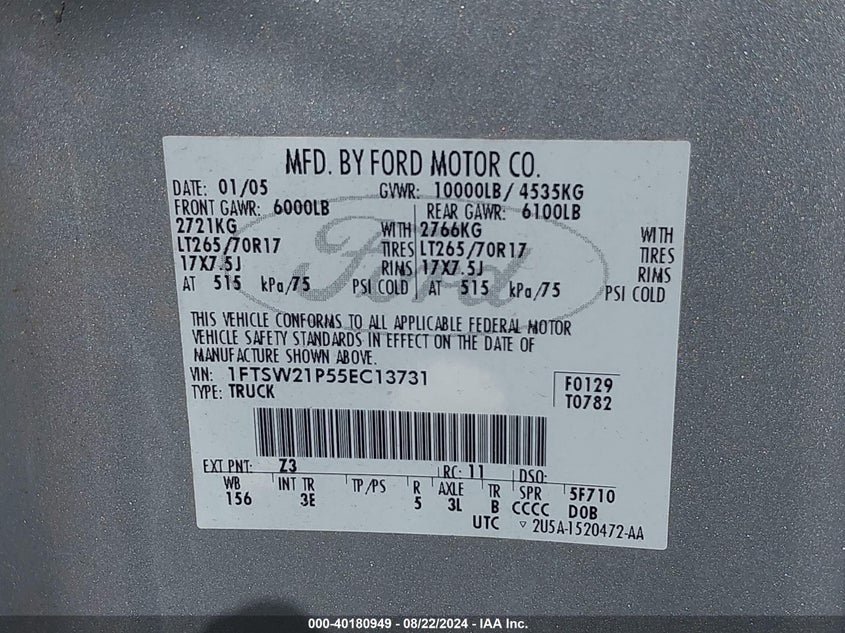 MFD. BY FORD MOTOR CO.
DATE: 01/05 GVWR: 10000LB/ 4535KG
FRONT GAWR: 6000LB REAR GAWR: 6100LB
2721KG WITH 2766KG WITH
LT265/70R17 TIRES LT265/70R17 TIRES
17X7.5J RIMS 17X7.5J RIMS
AT 515 kPa/75 PSI COLD AT 515 kPa/75 PSI COLD
Ford
THIS VEHICLE CONFORMS TO ALL APPLICABLE FEDERAL MOTOR
VEHICLE SAFETY STANDARDS IN EFFECT ON THE DATE OF
MANUFACTURE SHOWN ABOVE.
VIN: 1FTSW21P55EC13731 F0129
TYPE: TRUCK T0782
EXT PNT: Z3 RC: 11 DSO:
WB INT TR TP/PS R AXLE TR SPR 5F710
156 3E 5 3L B CCCC DOB
UTC ▿ 2U5A-1520472-AA
000-40180949 - 08/22/2024 - IAA Inc.